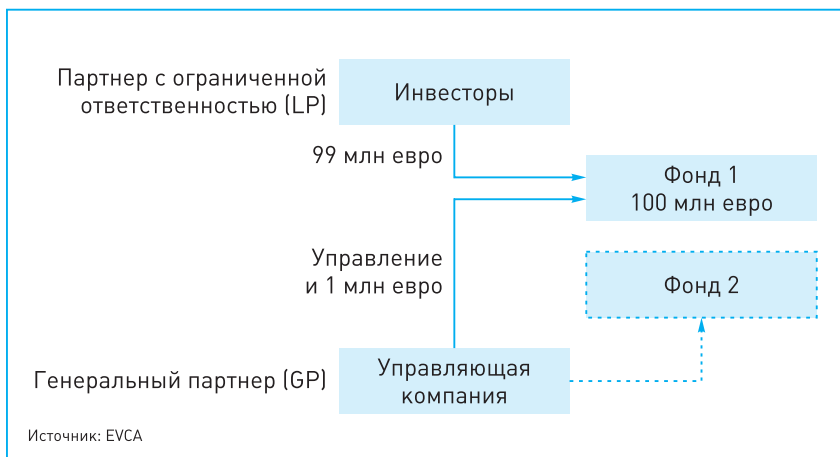 Партнер с ограниченной
ответственностью (LP)
Инвесторы
99 млн евро
Фонд 1
100 млн евро
Управление
и 1 млн евро
Фонд 2
Генеральный партнер (GP)
Управляющая
компания
Источник: EVCA